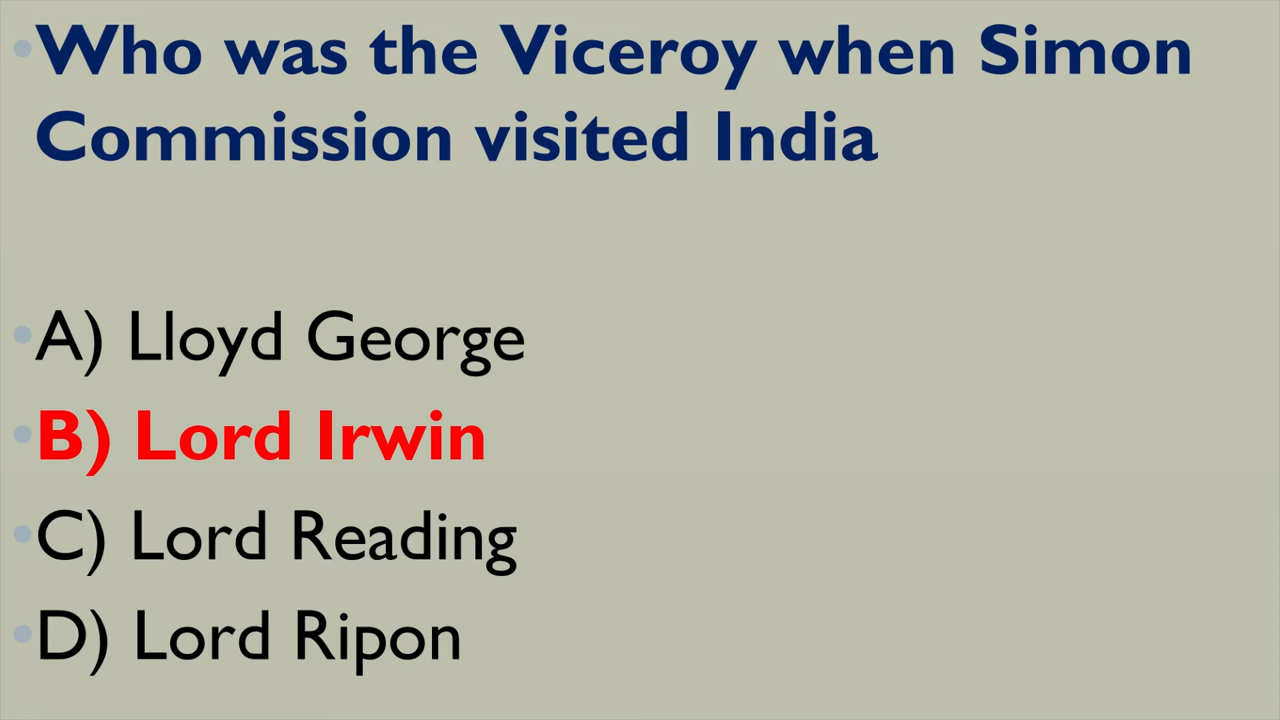 •Who was the Viceroy when Simon
Commission visited India
•A) Lloyd George
•B) Lord Irwin
•C) Lord Reading
•D) Lord Ripon